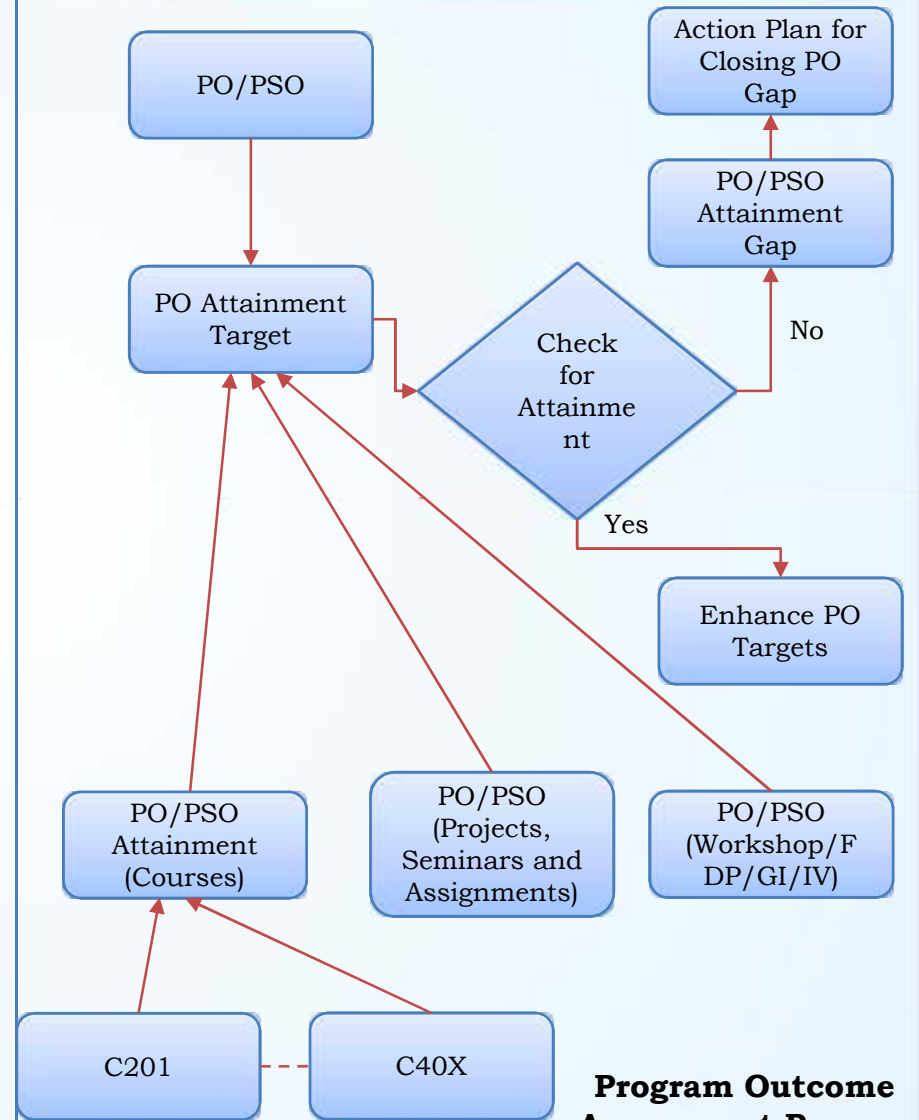 PO/PSO
Action Plan for
Closing PO
Gap
PO/PSO
Attainment
Gap
PO Attainment
Target
Check
for
Attainme
nt
No
Yes
Enhance PO
Targets
PO/PSO
Attainment
(Courses)
PO/PSO
(Projects,
Seminars and
Assignments)
PO/PSO
(Workshop/F
DP/GI/IV)
C201
C40X
Program Outcome